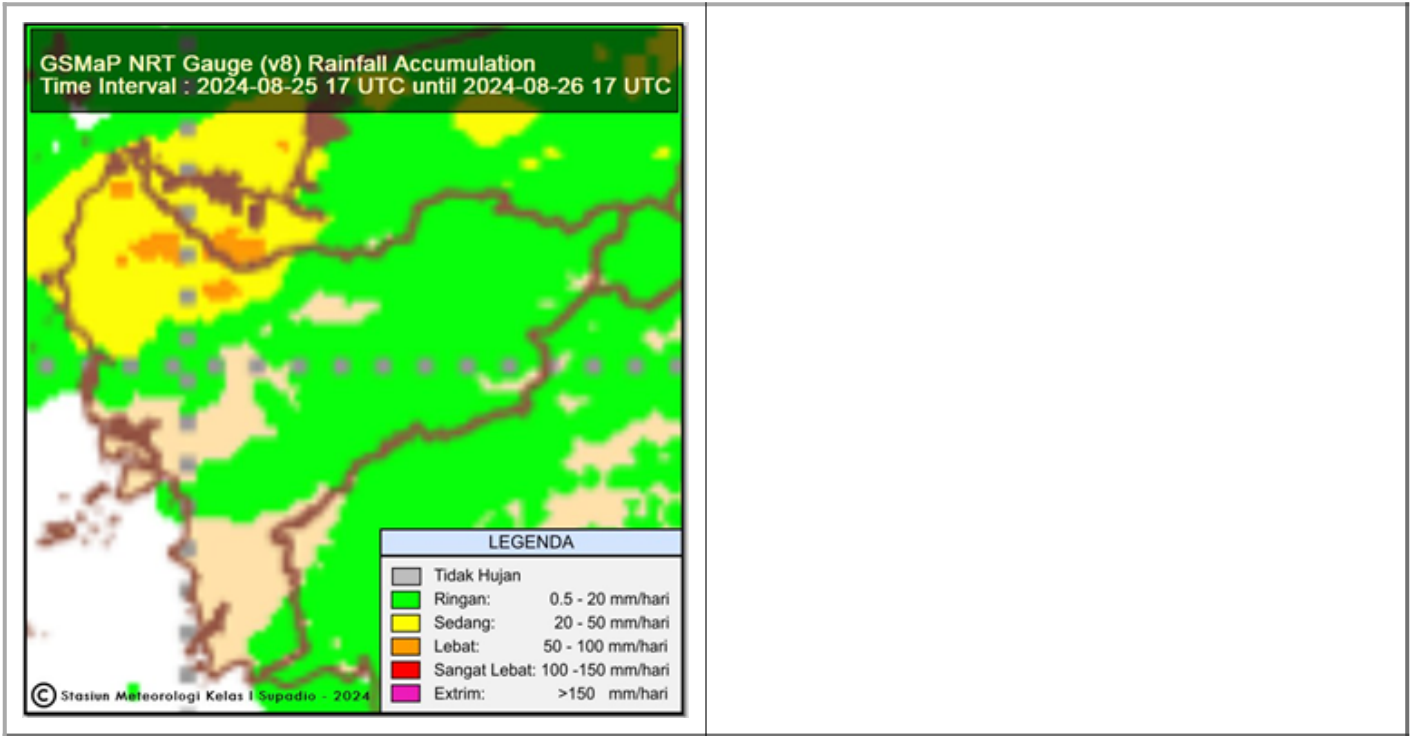 GSMaP NRT Gauge (v8) Rainfall Accumulation
Time Interval : 2024-08-25 17 UTC until 2024-08-26 17 UTC
LEGENDA
Tidak Hujan
Ringan: 0.5 - 20 mm/hari
Sedang: 20 - 50 mm/hari
Lebat: 50 - 100 mm/hari
Sangat Lebat: 100 -150 mm/hari
Extrim: >150 mm/hari
© Stasiun Meteorologi Kelas I Supadio - 2024